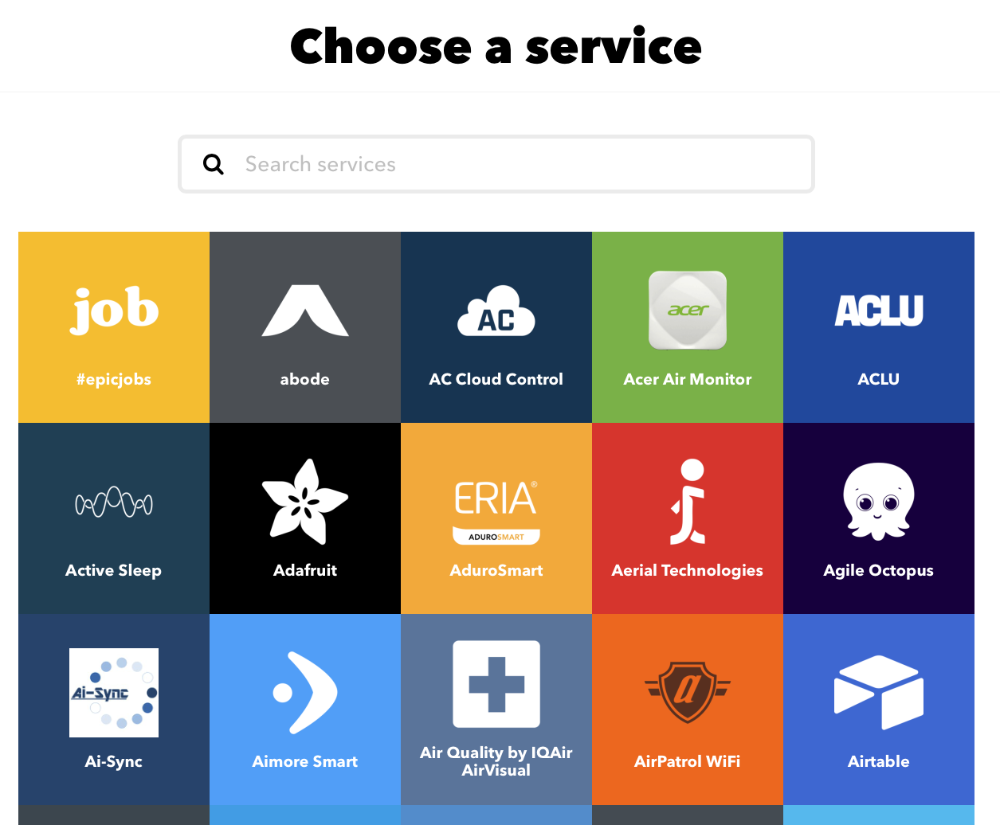 Choose a service
Search services
job
#epicjobs
abode
AC
AC Cloud Control
acer
Acer Air Monitor
ACLU
ACLU
Active Sleep
Adafruit
ERIA®
ADUROSMART
AduroSmart
Aerial Technologies
Agile Octopus
Ai-Sync
Ai-Sync
Aimore Smart
Air Quality by IQAir
AirVisual
a
AirPatrol WiFi
Airtable